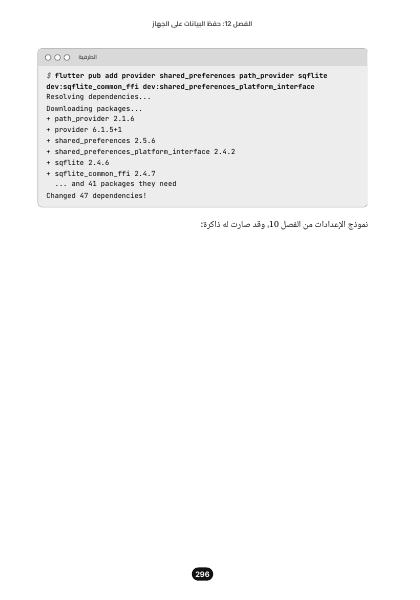 الفصل 12: حفظ البيانات على الجهاز
الطرفية
$ flutter pub add provider shared_preferences path_provider sqflite
dev:sqflite_common_ffi dev:shared_preferences_platform_interface
Resolving dependencies...
Downloading packages...
+ path_provider 2.1.6
+ provider 6.1.5+1
+ shared_preferences 2.5.6
+ shared_preferences_platform_interface 2.4.2
+ sqflite 2.4.6
+ sqflite_common_ffi 2.4.7
... and 41 packages they need
Changed 47 dependencies!
نموذج الإعدادات من الفصل 10، وقد صارت له ذاكرة:
296